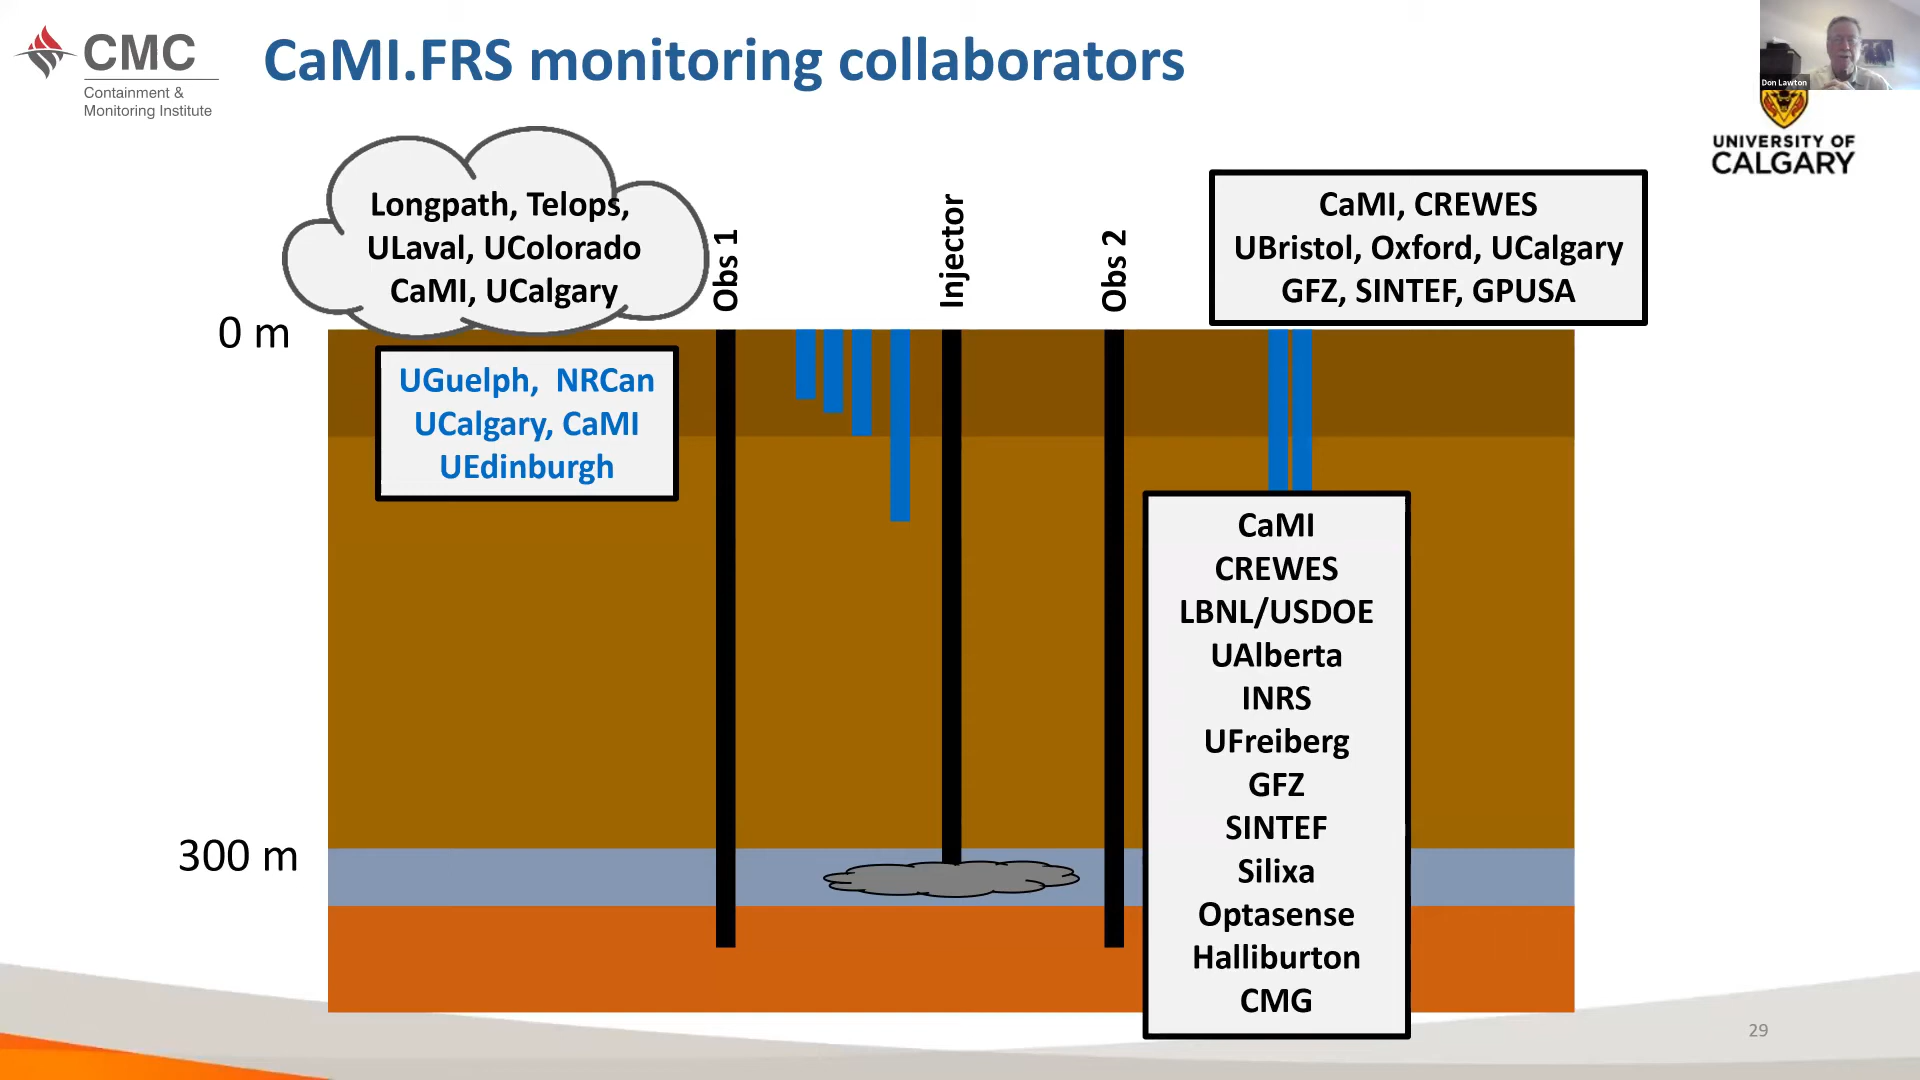 CMC
Containment &
Monitoring Institute
CaMI.FRS monitoring collaborators
Don Lawton
UNIVERSITY OF
CALGARY
Longpath, Telops,
ULaval, UColorado
CaMI, UCalgary
Obs 1
Injector
Obs 2
CaMI, CREWES
UBristol, Oxford, UCalgary
GFZ, SINTEF, GPUSA
0 m
UGuelph, NRCan
UCalgary, CaMI
UEdinburgh
CaMI
CREWES
LBNL/USDOE
UAlberta
INRS
UFreiberg
GFZ
SINTEF
Silixa
Optasense
Halliburton
CMG
300 m
29